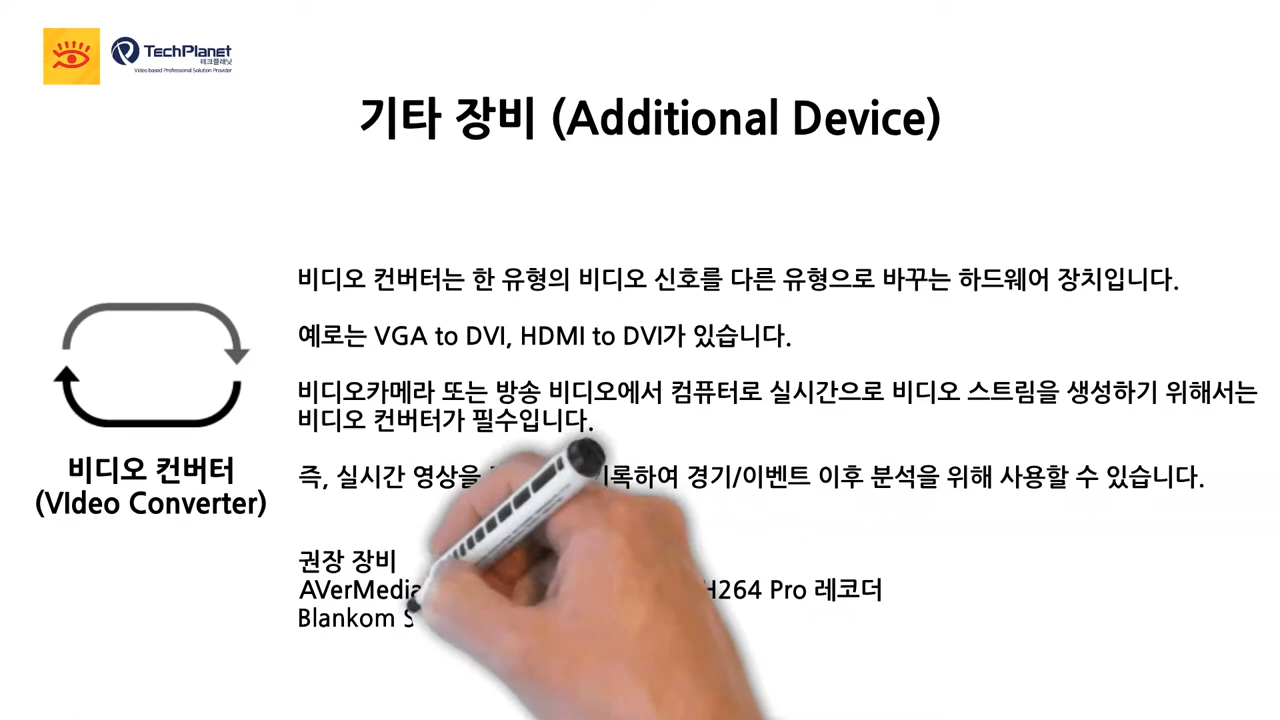 TechPlanet
테크플래닛
Video based Professional Solution Provider
기타 장비 (Additional Device)
비디오 컨버터는 한 유형의 비디오 신호를 다른 유형으로 바꾸는 하드웨어 장치입니다.
예로는 VGA to DVI, HDMI to DVI가 있습니다.
비디오카메라 또는 방송 비디오에서 컴퓨터로 실시간으로 비디오 스트림을 생성하기 위해서는
비디오 컨버터가 필수입니다.
즉, 실시간 영상을 기록하여 경기/이벤트 이후 분석을 위해 사용할 수 있습니다.
비디오 컨버터
(VIdeo Converter)
권장 장비
AVerMedia H264 Pro 레코더
Blankom